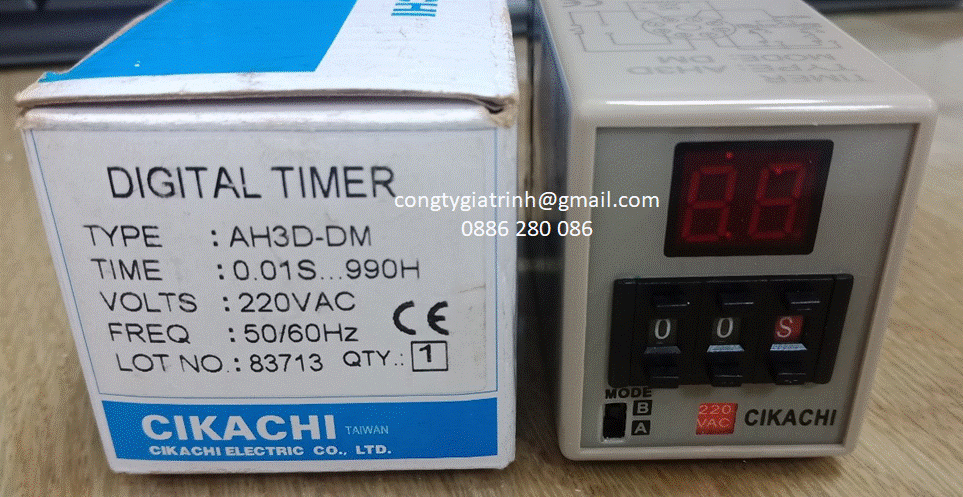 DIGITAL TIMER
TYPE : AH3D-DM
TIME : 0.01S...990H
VOLTS : 220VAC
FREQ : 50/60Hz
LOT NO. : 83713 QTY.: 1
CE
CIKACHI TAIWAN
CIKACHI ELECTRIC CO., LTD.
congtygiatrinh@gmail.com
0886 280 086
TIMER
TYPE AH3D
MODE DM
0 0 S
MODE
B
A
220
VAC
CIKACHI